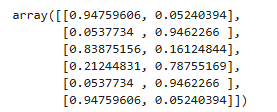 array([[0.94759606, 0.05240394],
       [0.0537734 , 0.9462266 ],
       [0.83875156, 0.16124844],
       [0.21244831, 0.78755169],
       [0.0537734 , 0.9462266 ],
       [0.94759606, 0.05240394]])